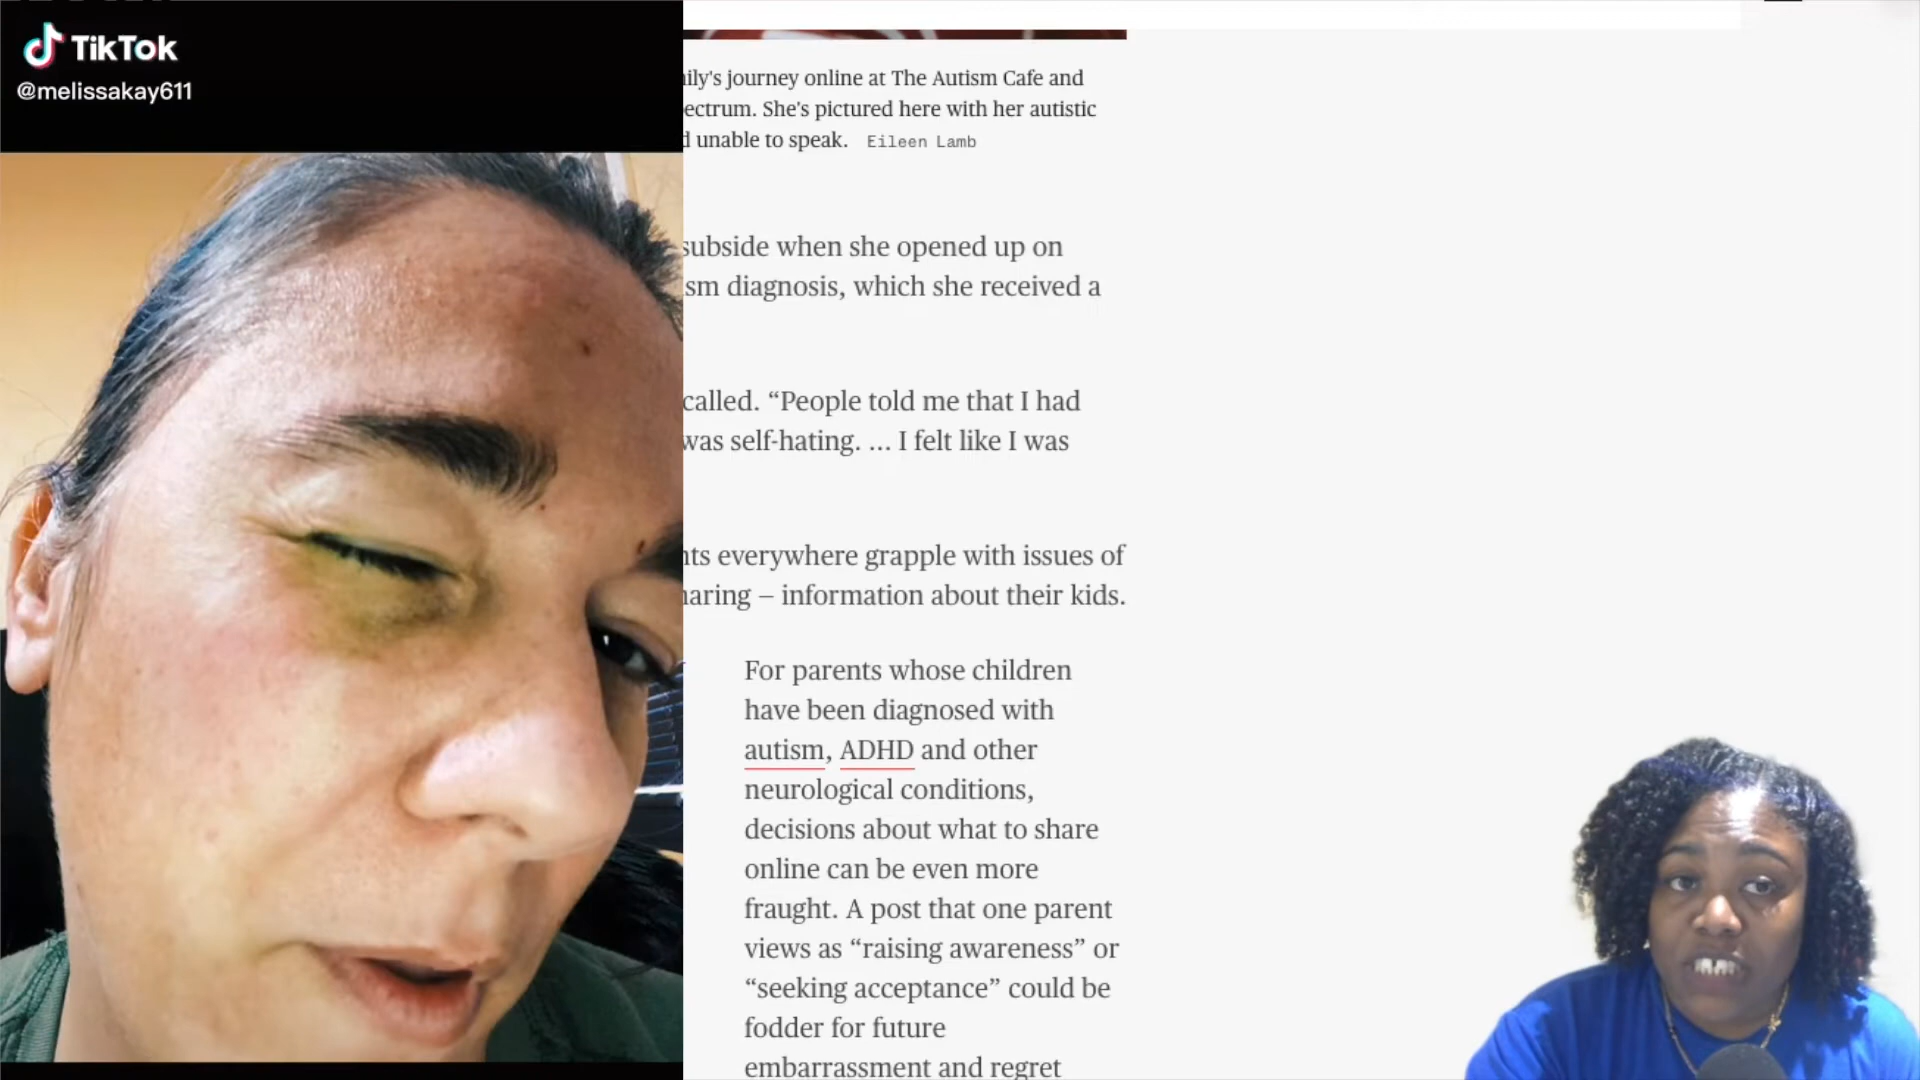 TikTok
@melissakay611
ily's journey online at The Autism Cafe and
ectrum. She's pictured here with her autistic
d unable to speak. Eileen Lamb
subside when she opened up on
sm diagnosis, which she received a
called. “People told me that I had
was self-hating. ... I felt like I was
nts everywhere grapple with issues of
haring – information about their kids.
For parents whose children
have been diagnosed with
autism, ADHD and other
neurological conditions,
decisions about what to share
online can be even more
fraught. A post that one parent
views as “raising awareness” or
“seeking acceptance” could be
fodder for future
embarrassment and regret